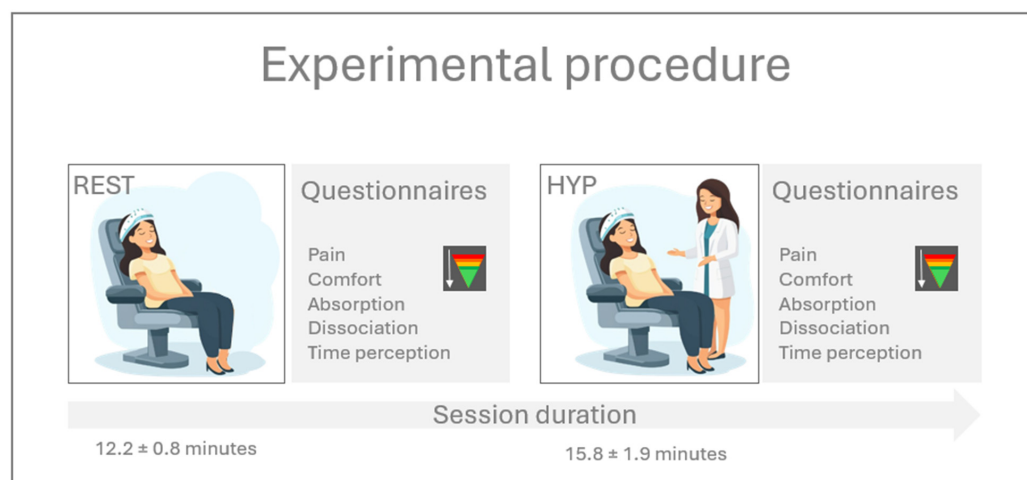 Experimental procedure
REST
Questionnaires
Pain
Comfort
Absorption
Dissociation
Time perception
HYP
Questionnaires
Pain
Comfort
Absorption
Dissociation
Time perception
Session duration
12.2 ± 0.8 minutes
15.8 ± 1.9 minutes